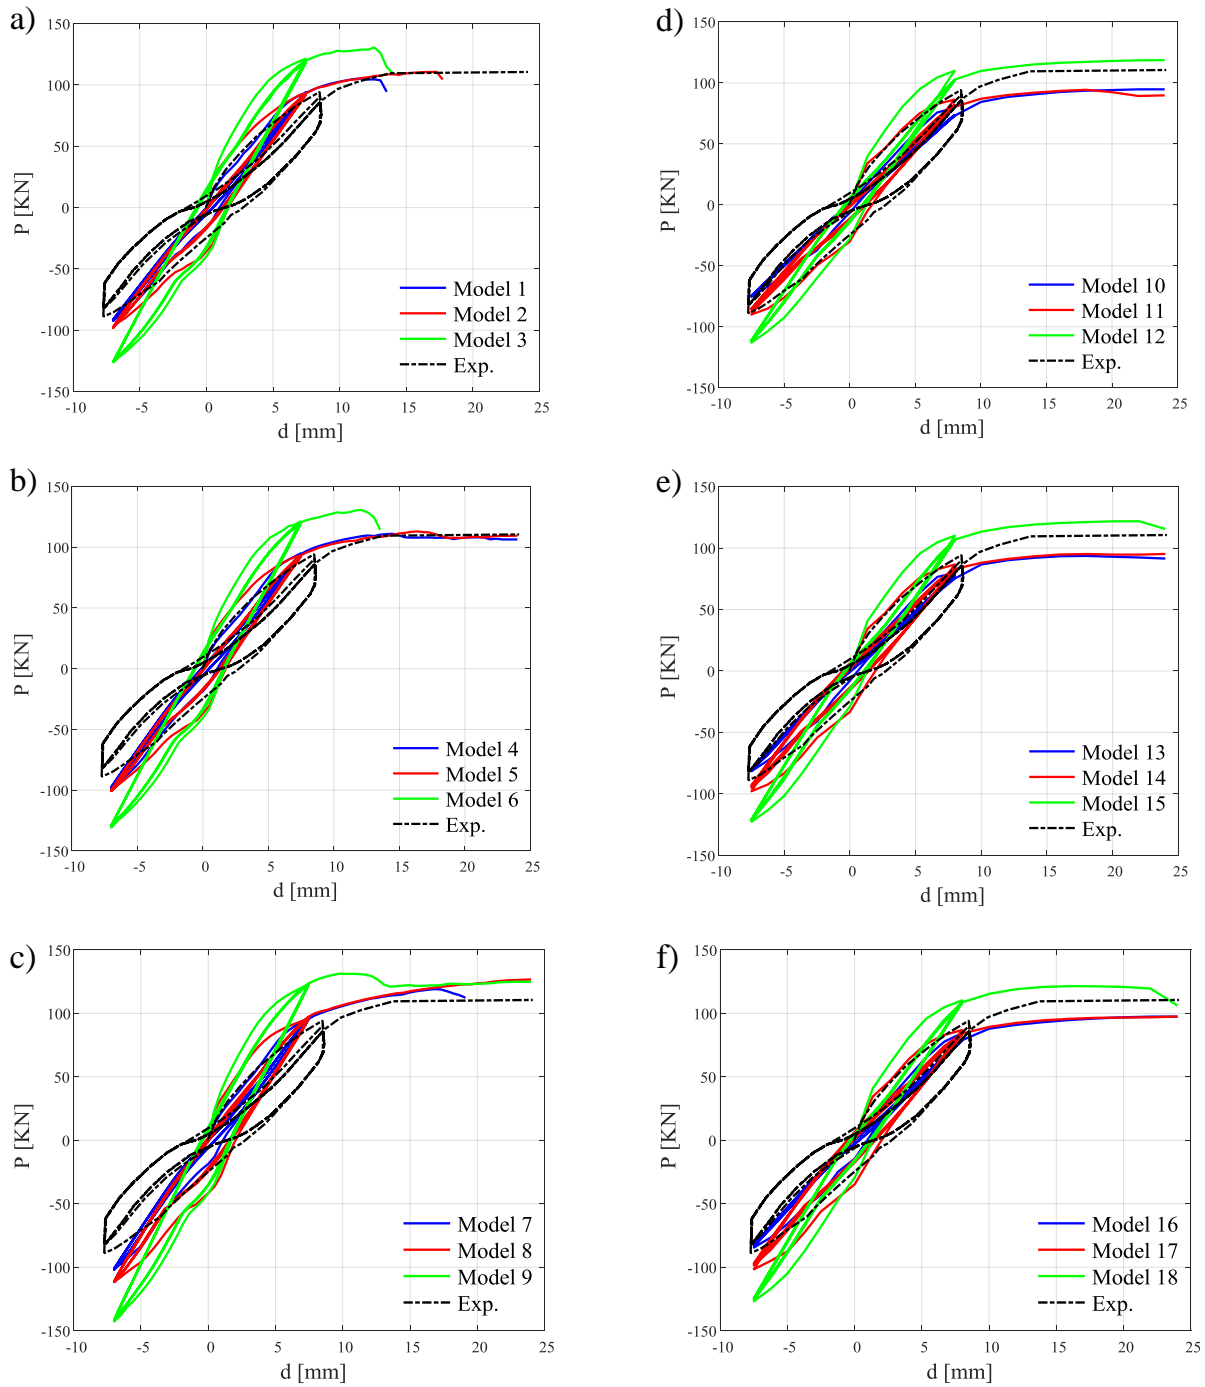 a)
150
100
50
0
-50
-100
-150
P [KN]
Model 1
Model 2
Model 3
Exp.
-10
-5
0
5
10
15
20
25
d [mm]
d)
150
100
50
0
-50
-100
-150
P [KN]
Model 10
Model 11
Model 12
Exp.
-10
-5
0
5
10
15
20
25
d [mm]
b)
150
100
50
0
-50
-100
-150
P [KN]
Model 4
Model 5
Model 6
Exp.
-10
-5
0
5
10
15
20
25
d [mm]
e)
150
100
50
0
-50
-100
-150
P [KN]
Model 13
Model 14
Model 15
Exp.
-10
-5
0
5
10
15
20
25
d [mm]
c)
150
100
50
0
-50
-100
-150
P [KN]
Model 7
Model 8
Model 9
Exp.
-10
-5
0
5
10
15
20
25
d [mm]
f)
150
100
50
0
-50
-100
-150
P [KN]
Model 16
Model 17
Model 18
Exp.
-10
-5
0
5
10
15
20
25
d [mm]